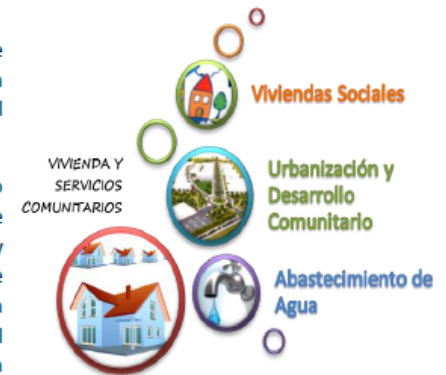 Viviendas Sociales
VIVIENDA Y
SERVICIOS
COMUNITARIOS
Urbanización y
Desarrollo
Comunitario
Abastecimiento de
Agua